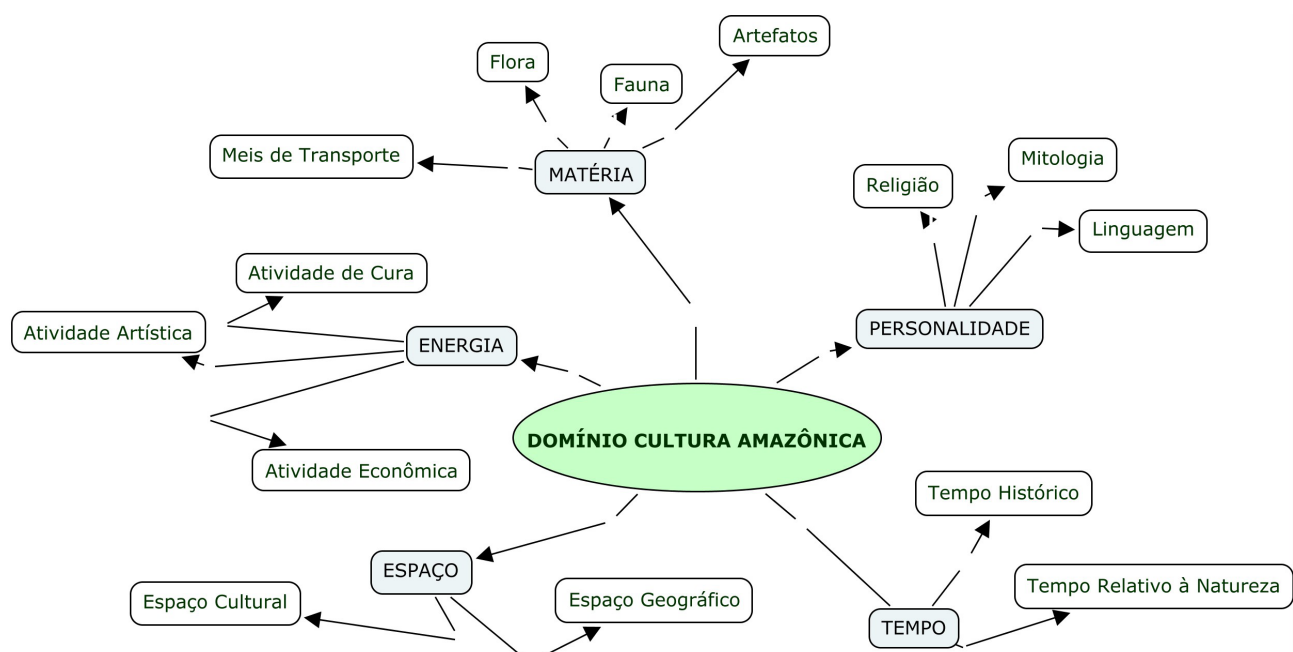 Artefatos
Flora
Fauna
Meis de Transporte
MATÉRIA
Mitologia
Religião
Linguagem
Atividade de Cura
Atividade Artística
ENERGIA
PERSONALIDADE
DOMÍNIO CULTURA AMAZÔNICA
Atividade Econômica
Tempo Histórico
ESPAÇO
Espaço Cultural
Espaço Geográfico
Tempo Relativo à Natureza
TEMPO